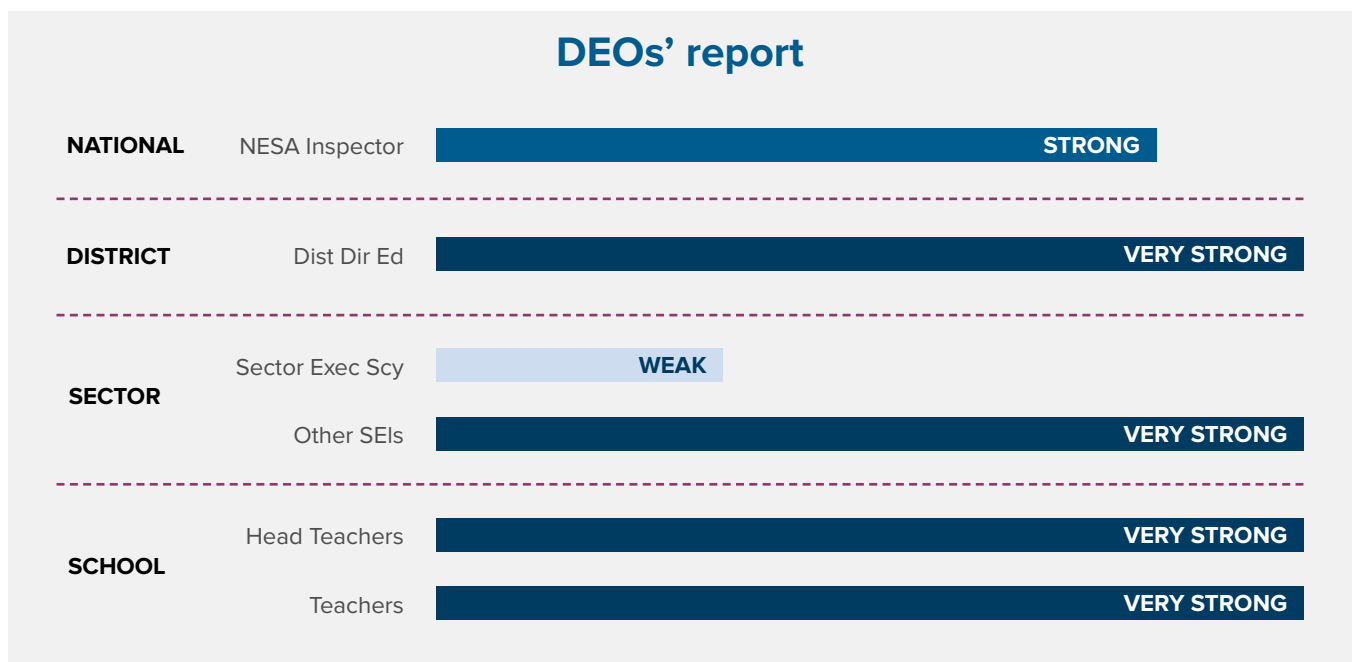 DEOs’ report
NATIONAL NESA Inspector STRONG
DISTRICT Dist Dir Ed VERY STRONG
SECTOR
Sector Exec Scy WEAK
Other SEIs VERY STRONG
SCHOOL
Head Teachers VERY STRONG
Teachers VERY STRONG